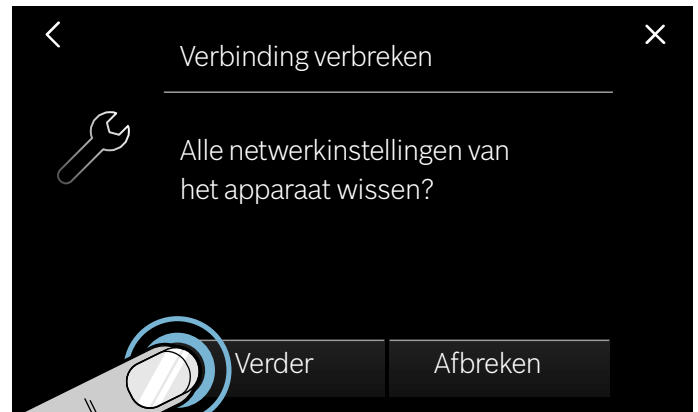 Verbinding verbreken
Alle netwerkinstellingen van
het apparaat wissen?
Verder
Afbreken